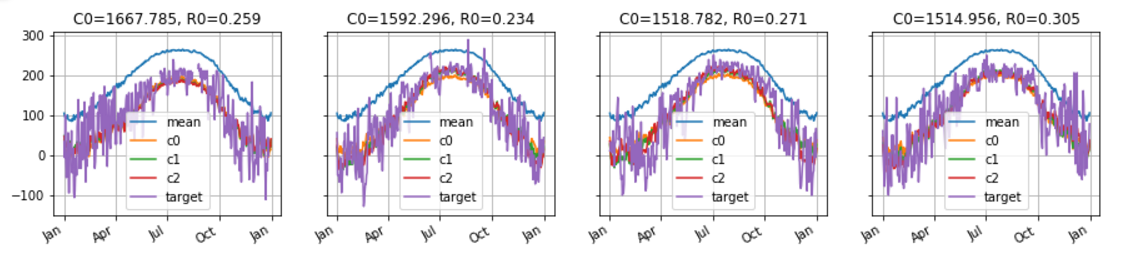 C0=1667.785, R0=0.259
300
200
100
0
−100
mean
c0
c1
c2
target
Jan
Apr
Jul
Oct
Jan
C0=1592.296, R0=0.234
mean
c0
c1
c2
target
Jan
Apr
Jul
Oct
Jan
C0=1518.782, R0=0.271
mean
c0
c1
c2
target
Jan
Apr
Jul
Oct
Jan
C0=1514.956, R0=0.305
mean
c0
c1
c2
target
Jan
Apr
Jul
Oct
Jan